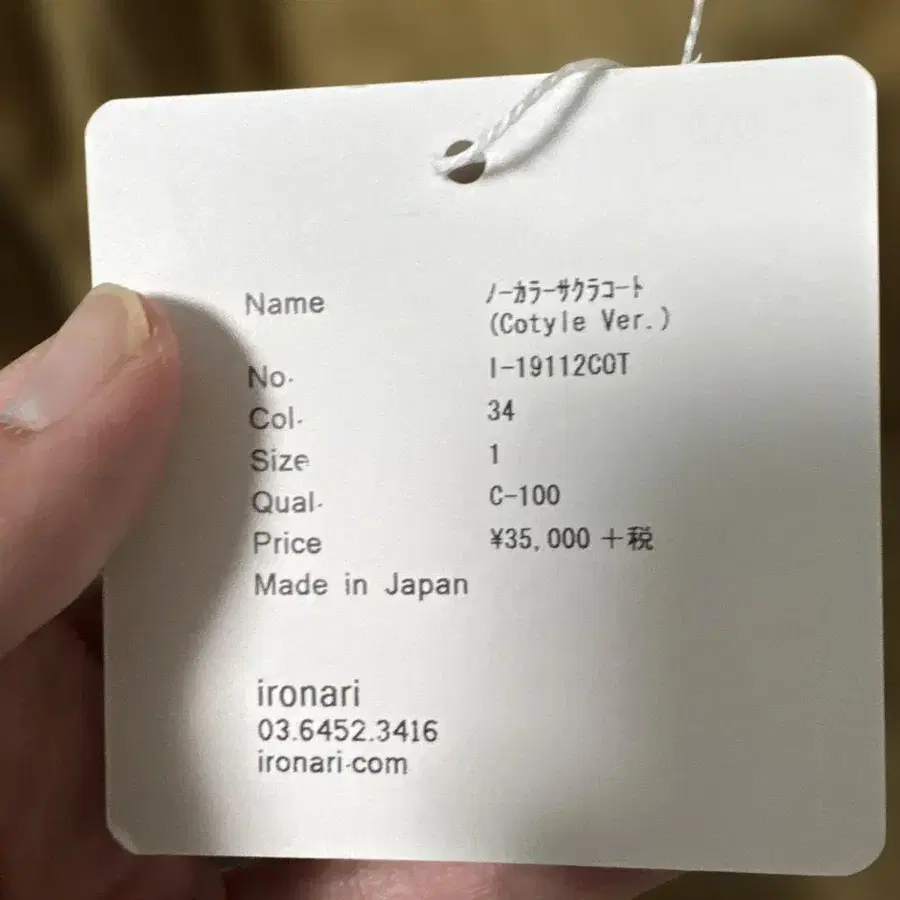 Name ﾉｰｶﾗｰｻｸﾗｺｰﾄ
(Cotyle Ver.)
No. I-19112COT
Col. 34
Size 1
Qual. C-100
Price ¥35,000 +税
Made in Japan
ironari
03.6452.3416
ironari.com